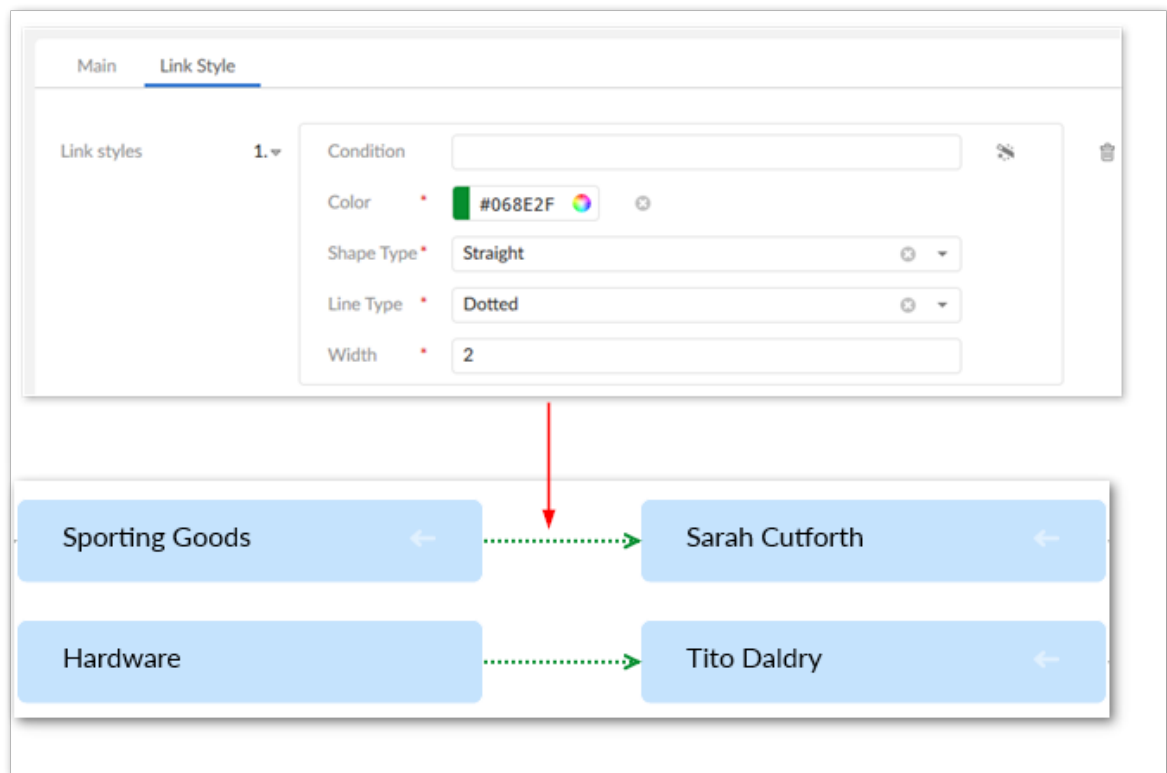 Main Link Style
Link styles 1. Condition
Color * #068E2F
Shape Type * Straight
Line Type * Dotted
Width * 2
Sporting Goods Sarah Cutforth
Hardware Tito Daldry